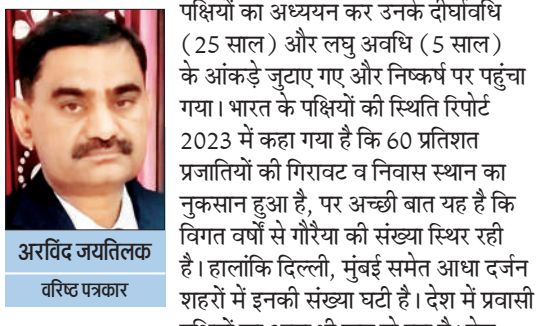 पक्षियों का अध्ययन कर उनके दीर्घावधि
(25 साल) और लघु अवधि (5 साल)
के आंकड़े जुटाए गए और निष्कर्ष पर पहुंचा
गया। भारत के पक्षियों की स्थिति रिपोर्ट
2023 में कहा गया है कि 60 प्रतिशत
प्रजातियों की गिरावट व निवास स्थान का
नुकसान हुआ है, पर अच्छी बात यह है कि
विगत वर्षों से गौरैया की संख्या स्थिर रही
है। हालांकि दिल्ली, मुंबई समेत आधा दर्जन
शहरों में इनकी संख्या घटी है। देश में प्रवासी
अरविंद जयतिलक
वरिष्ठ पत्रकार